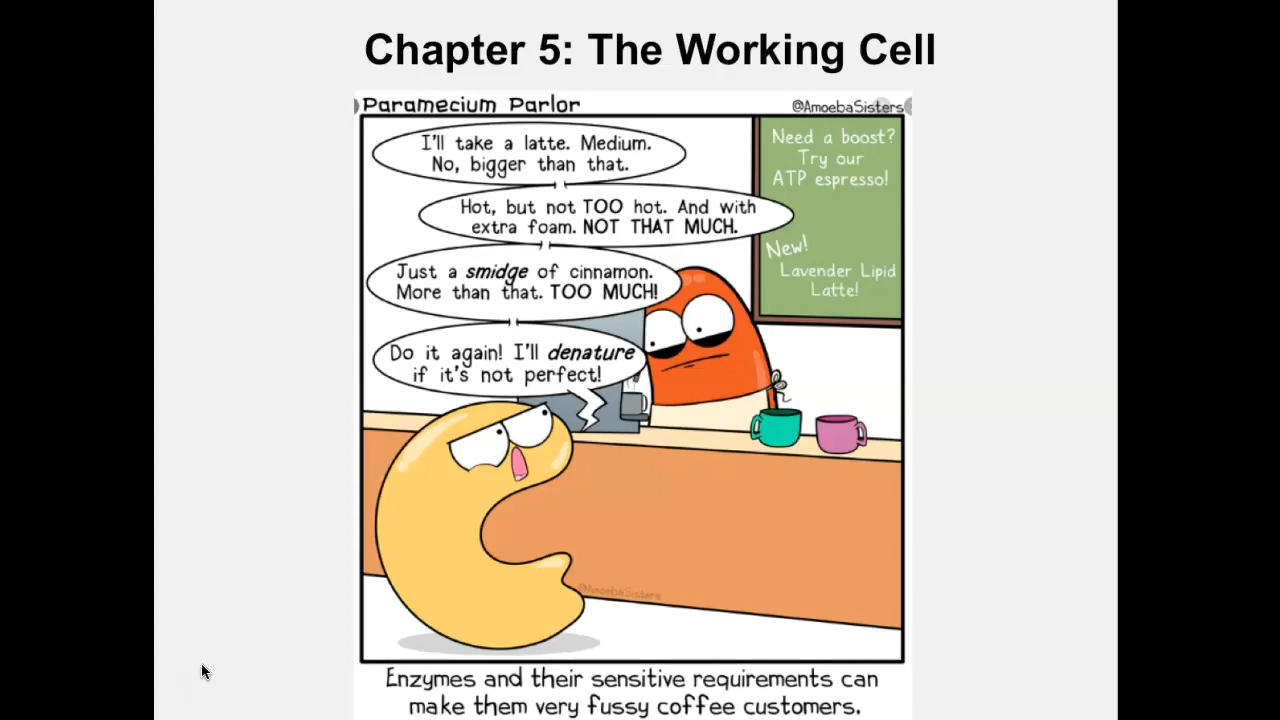 Chapter 5: The Working Cell
Paramecium Parlor
@AmoebaSisters
I'll take a latte. Medium.
No, bigger than that.
Hot, but not TOO hot. And with
extra foam. NOT THAT MUCH.
Just a smidge of cinnamon.
More than that. TOO MUCH!
Do it again! I'll denature
if it's not perfect!
Need a boost?
Try our
ATP espresso!
New!
Lavender Lipid
Latte!
@AmoebaSisters
Enzymes and their sensitive requirements can
make them very fussy coffee customers.